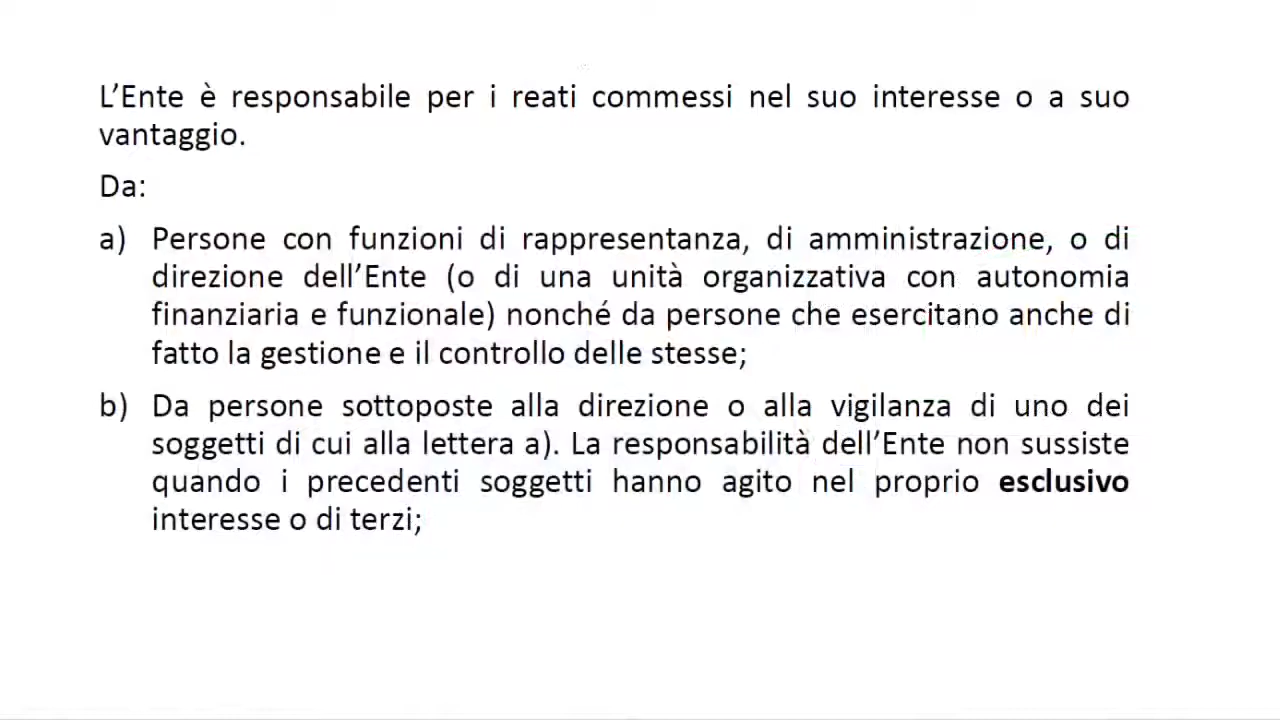 L’Ente è responsabile per i reati commessi nel suo interesse o a suo
vantaggio.
Da:
a) Persone con funzioni di rappresentanza, di amministrazione, o di
direzione dell’Ente (o di una unità organizzativa con autonomia
finanziaria e funzionale) nonché da persone che esercitano anche di
fatto la gestione e il controllo delle stesse;
b) Da persone sottoposte alla direzione o alla vigilanza di uno dei
soggetti di cui alla lettera a). La responsabilità dell’Ente non sussiste
quando i precedenti soggetti hanno agito nel proprio esclusivo
interesse o di terzi;